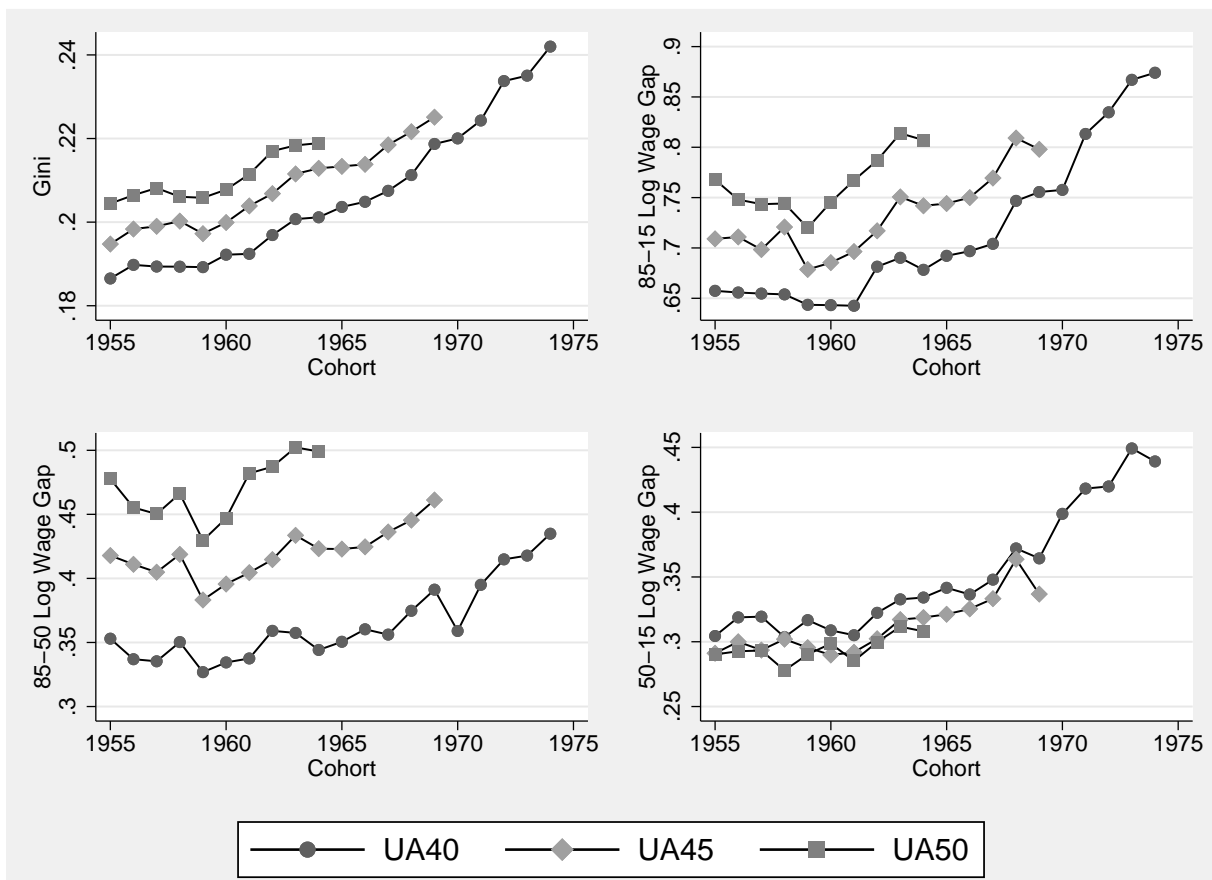 Gini
.24
.22
.2
.18
1955 1960 1965 1970 1975
Cohort
85−15 Log Wage Gap
.9
.85
.8
.75
.7
.65
1955 1960 1965 1970 1975
Cohort
85−50 Log Wage Gap
.5
.45
.4
.35
.3
1955 1960 1965 1970 1975
Cohort
50−15 Log Wage Gap
.45
.4
.35
.3
.25
1955 1960 1965 1970 1975
Cohort
UA40 UA45 UA50